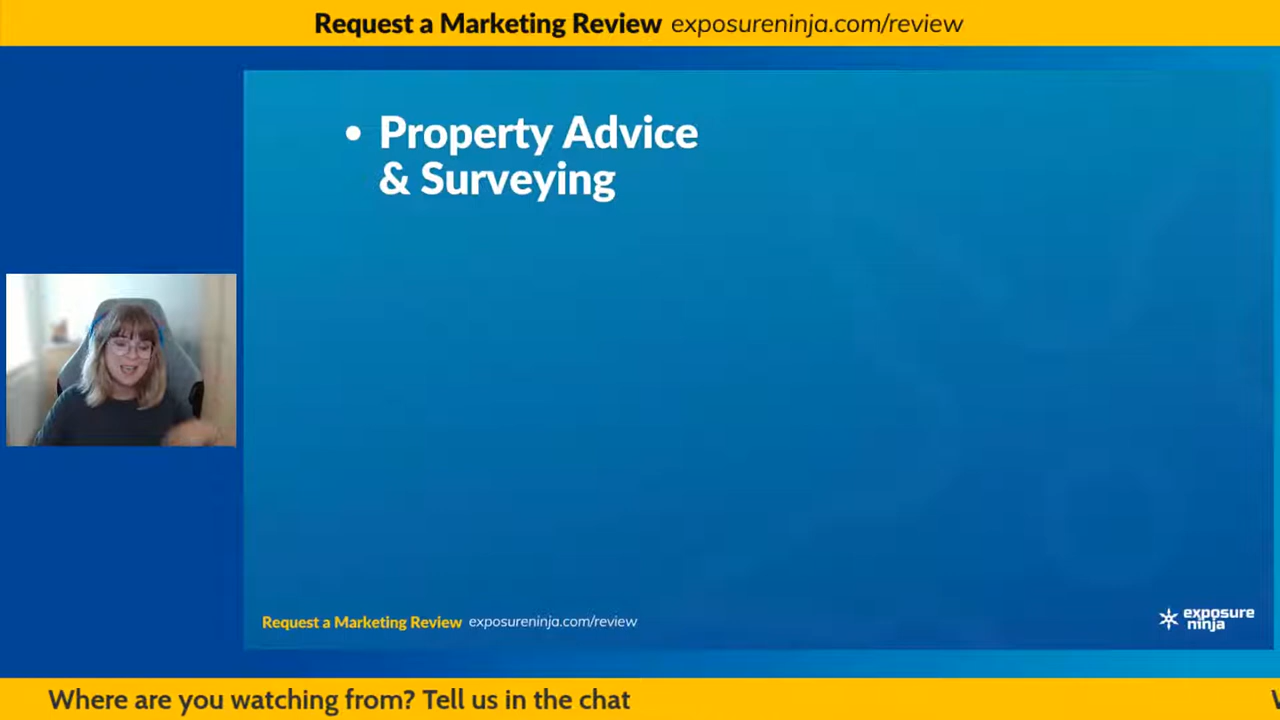 Request a Marketing Review exposureninja.com/review
• Property Advice
& Surveying
Request a Marketing Review exposureninja.com/review
exposure
ninja
Where are you watching from? Tell us in the chat